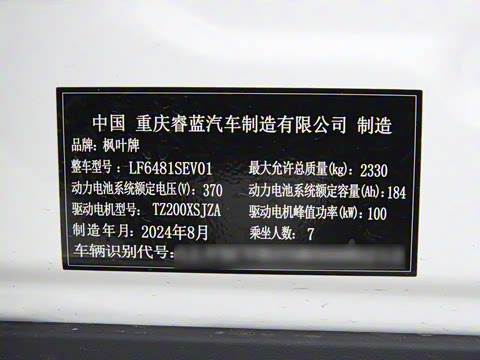 中国 重庆睿蓝汽车制造有限公司 制造
品牌: 枫叶牌
整车型号: LF6481SEV01 最大允许总质量(kg): 2330
动力电池系统额定电压(V): 370 动力电池系统额定容量(Ah): 184
驱动电机型号: TZ200XSJZA 驱动电机峰值功率(kW): 100
制造年月: 2024年8月 乘坐人数: 7
车辆识别代号: